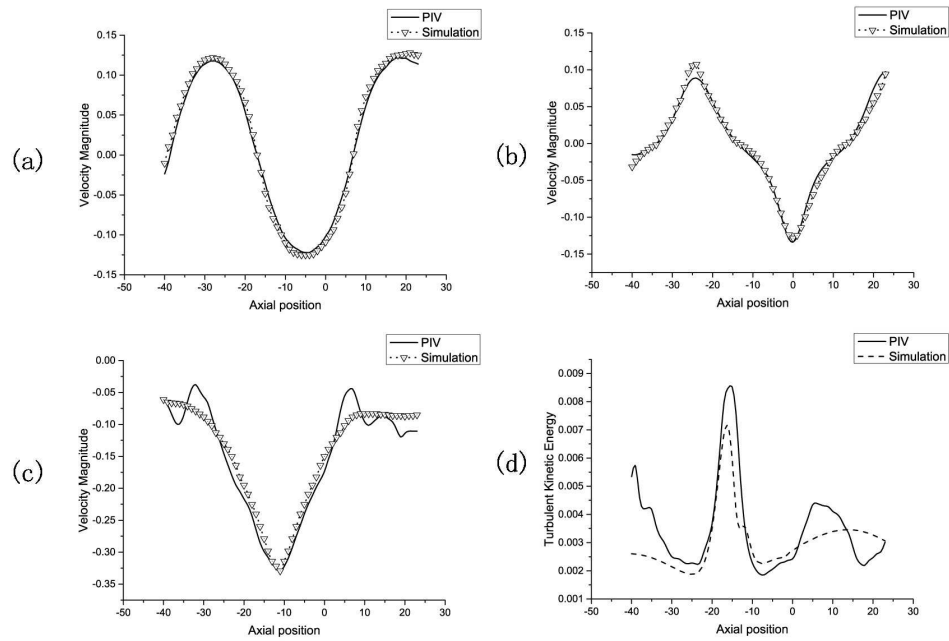 (a)
PIV
Simulation
Velocity Magnitude
0.15
0.10
0.05
0.00
-0.05
-0.10
-0.15
-50 -40 -30 -20 -10 0 10 20 30
Axial position
(b)
PIV
Simulation
Velocity Magnitude
0.15
0.10
0.05
0.00
-0.05
-0.10
-0.15
-50 -40 -30 -20 -10 0 10 20 30
Axial position
(c)
PIV
Simulation
Velocity Magnitude
0.00
-0.05
-0.10
-0.15
-0.20
-0.25
-0.30
-0.35
-50 -40 -30 -20 -10 0 10 20 30
Axial position
(d)
PIV
Simulation
Turbulent Kinetic Energy
0.009
0.008
0.007
0.006
0.005
0.004
0.003
0.002
0.001
-50 -40 -30 -20 -10 0 10 20 30
Axial position